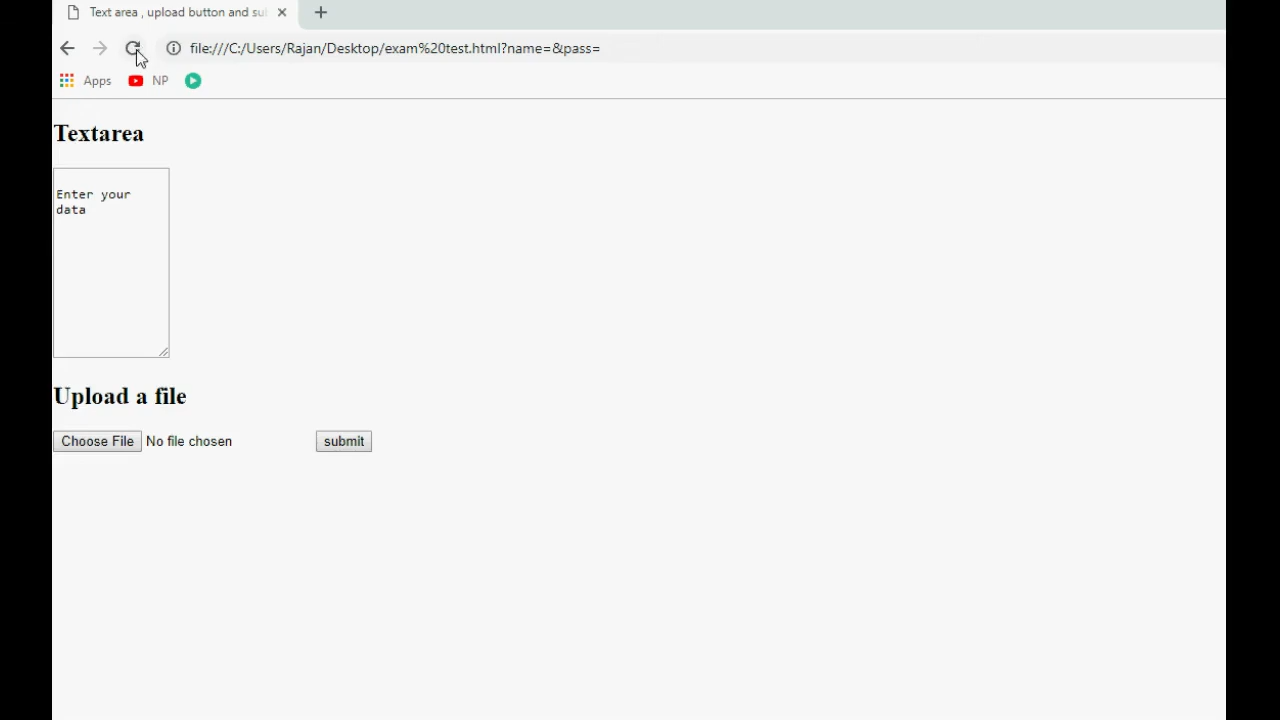 Text area , upload button and su
file:///C:/Users/Rajan/Desktop/exam%20test.html?name=&pass=
Apps NP
Textarea
Enter your
data
Upload a file
Choose File No file chosen submit